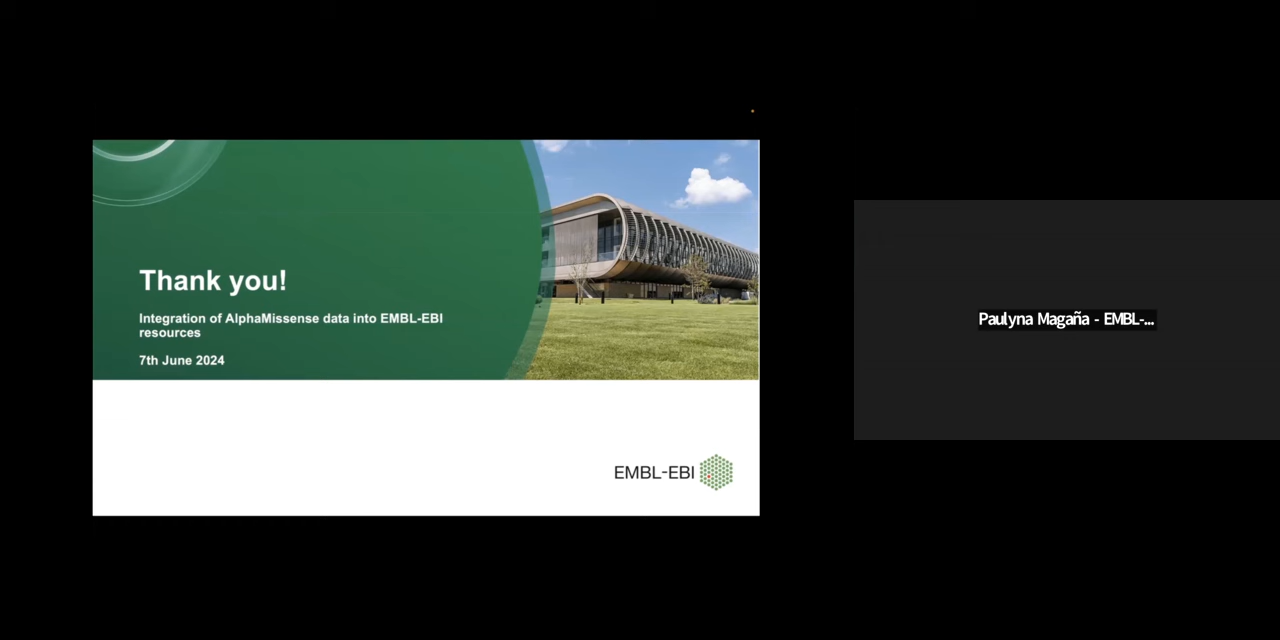 Thank you!
Integration of AlphaMissense data into EMBL-EBI
resources
7th June 2024
EMBL-EBI
Paulyna Magaña - EMBL-...